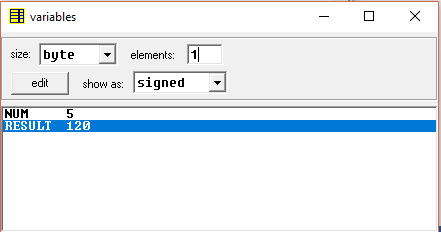 variables
size: byte elements: 1
edit show as: signed
NUM 5
RESULT 120